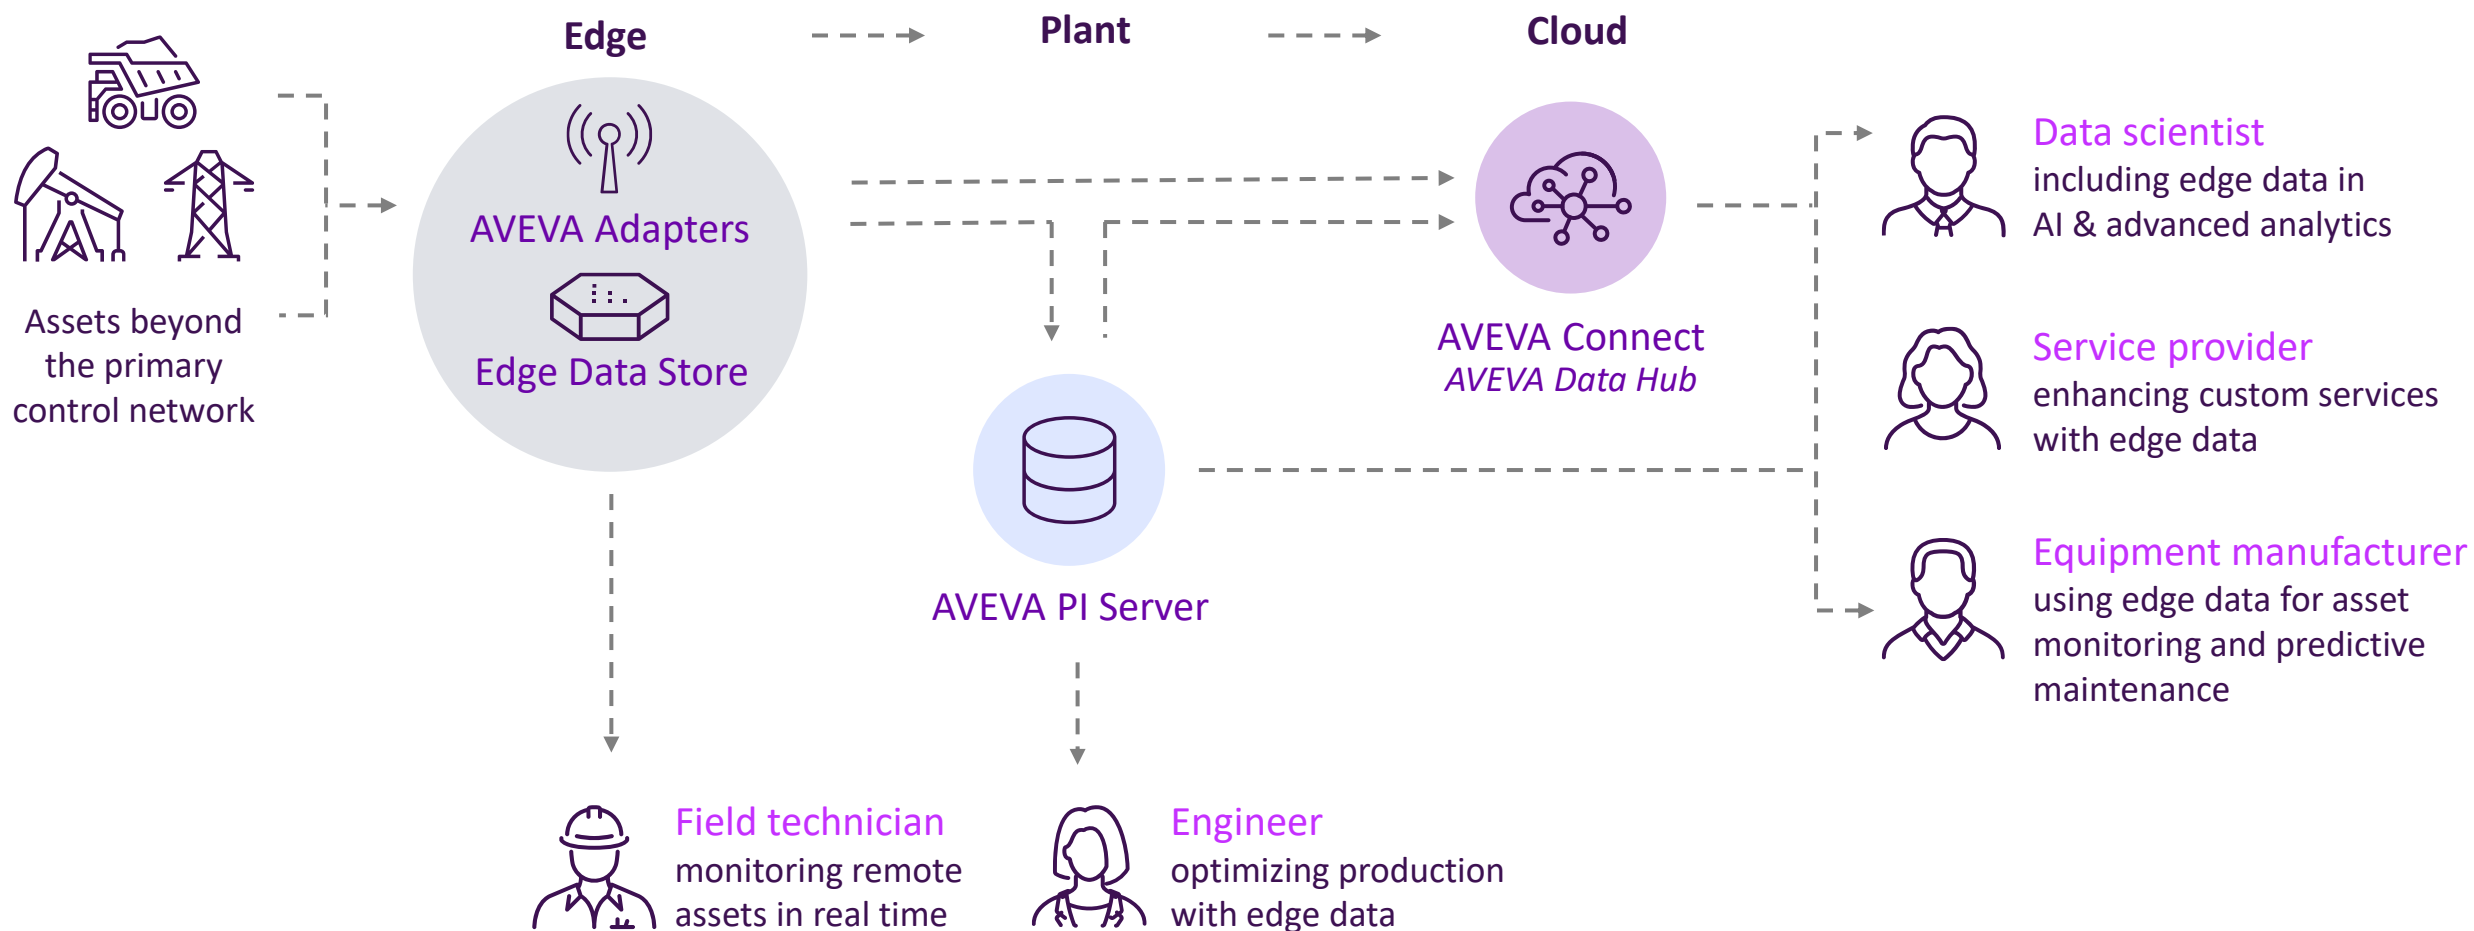 Edge
Plant
Cloud
Assets beyond
the primary
control network
AVEVA Adapters
Edge Data Store
AVEVA PI Server
AVEVA Connect
AVEVA Data Hub
Data scientist
including edge data in
AI & advanced analytics
Service provider
enhancing custom services
with edge data
Equipment manufacturer
using edge data for asset
monitoring and predictive
maintenance
Field technician
monitoring remote
assets in real time
Engineer
optimizing production
with edge data